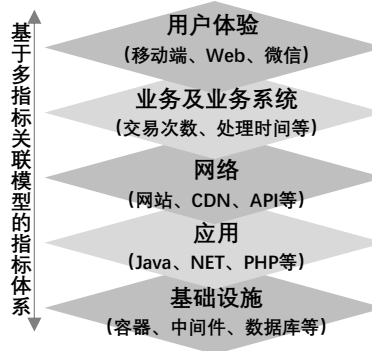 基于多指标关联模型的指标体系
用户体验
(移动端、Web、微信)
业务及业务系统
(交易次数、处理时间等)
网络
(网站、CDN、API等)
应用
(Java、NET、PHP等)
基础设施
(容器、中间件、数据库等)